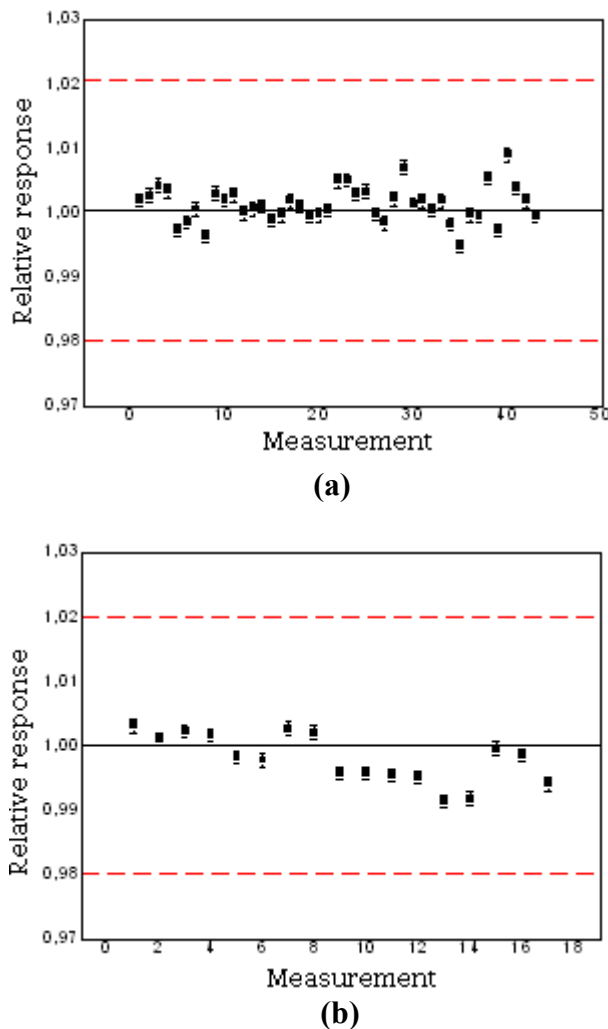 1,03
1,02
1,01
1,00
0,99
0,98
0,97
Relative response
0 10 20 30 40 50
Measurement
(a)
1,03
1,02
1,01
1,00
0,99
0,98
0,97
Relative response
0 2 4 6 8 10 12 14 16 18
Measurement
(b)